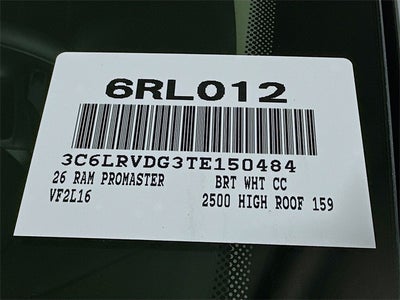 6RL012
3C6LRVDG3TE150484
26 RAM PROMASTER BRT WHT CC
VF2L16 2500 HIGH ROOF 159